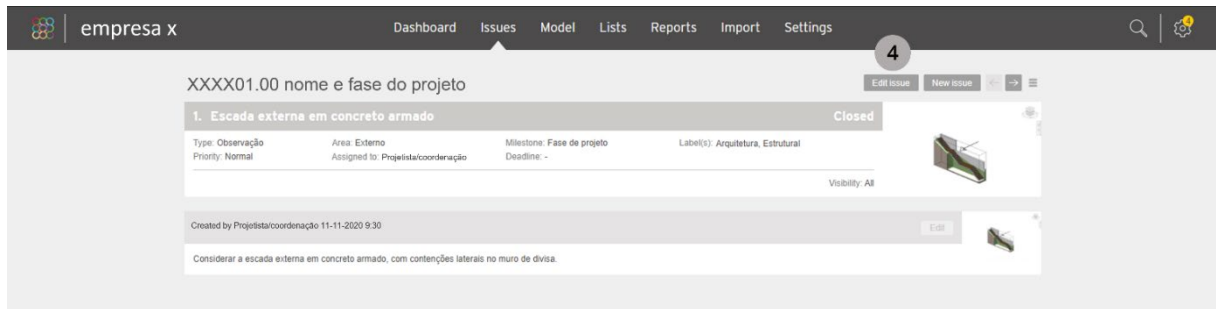 empresa x
Dashboard Issues Model Lists Reports Import Settings
4
4
XXXX01.00 nome e fase do projeto
Edit issue New issue
1. Escada externa em concreto armado Closed
Type: Observação Area: Externo Milestone: Fase de projeto Label(s): Arquitetura, Estrutural
Priority: Normal Assigned to: Projetista/coordenação Deadline: -
Visibility: All
Created by Projetista/coordenação 11-11-2020 9:30 Edit
Considerar a escada externa em concreto armado, com contenções laterais no muro de divisa.